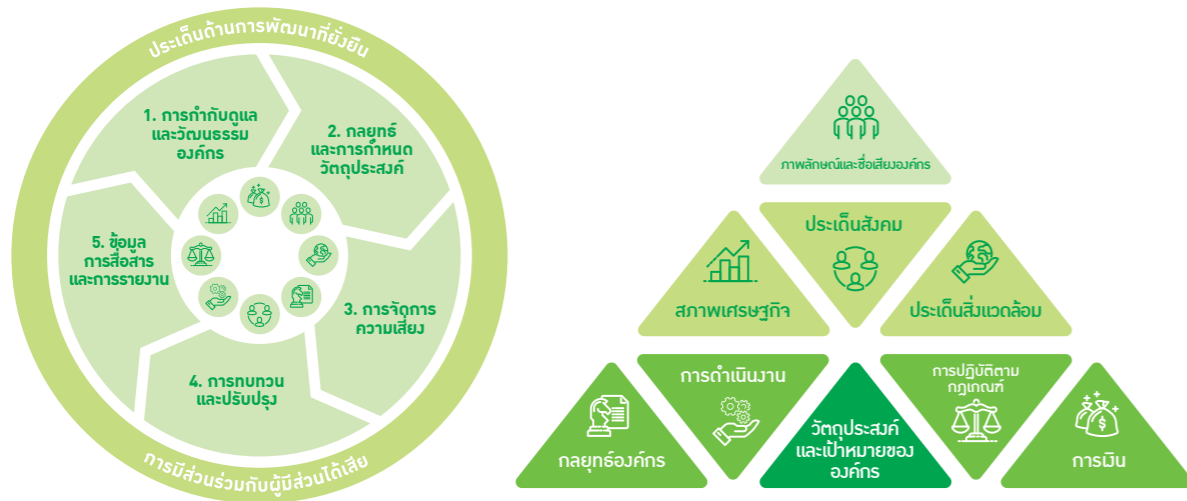 ประเด็นด้านการพัฒนาที่ยั่งยืน
1. การกำกับดูแล
และวัฒนธรรม
องค์กร
2. กลยุทธ์
และการกำหนด
วัตถุประสงค์
3. การจัดการ
ความเสี่ยง
4. การทบทวน
และปรับปรุง
5. ข้อมูล
การสื่อสาร
และการรายงาน
การมีส่วนร่วมกับผู้มีส่วนได้เสีย
ภาพลักษณ์และชื่อเสียงองค์กร
สภาพเศรษฐกิจ
ประเด็นสังคม
ประเด็นสิ่งแวดล้อม
กลยุทธ์องค์กร
การดำเนินงาน
วัตถุประสงค์
และเป้าหมายของ
องค์กร
การปฏิบัติตาม
กฎเกณฑ์
การเงิน